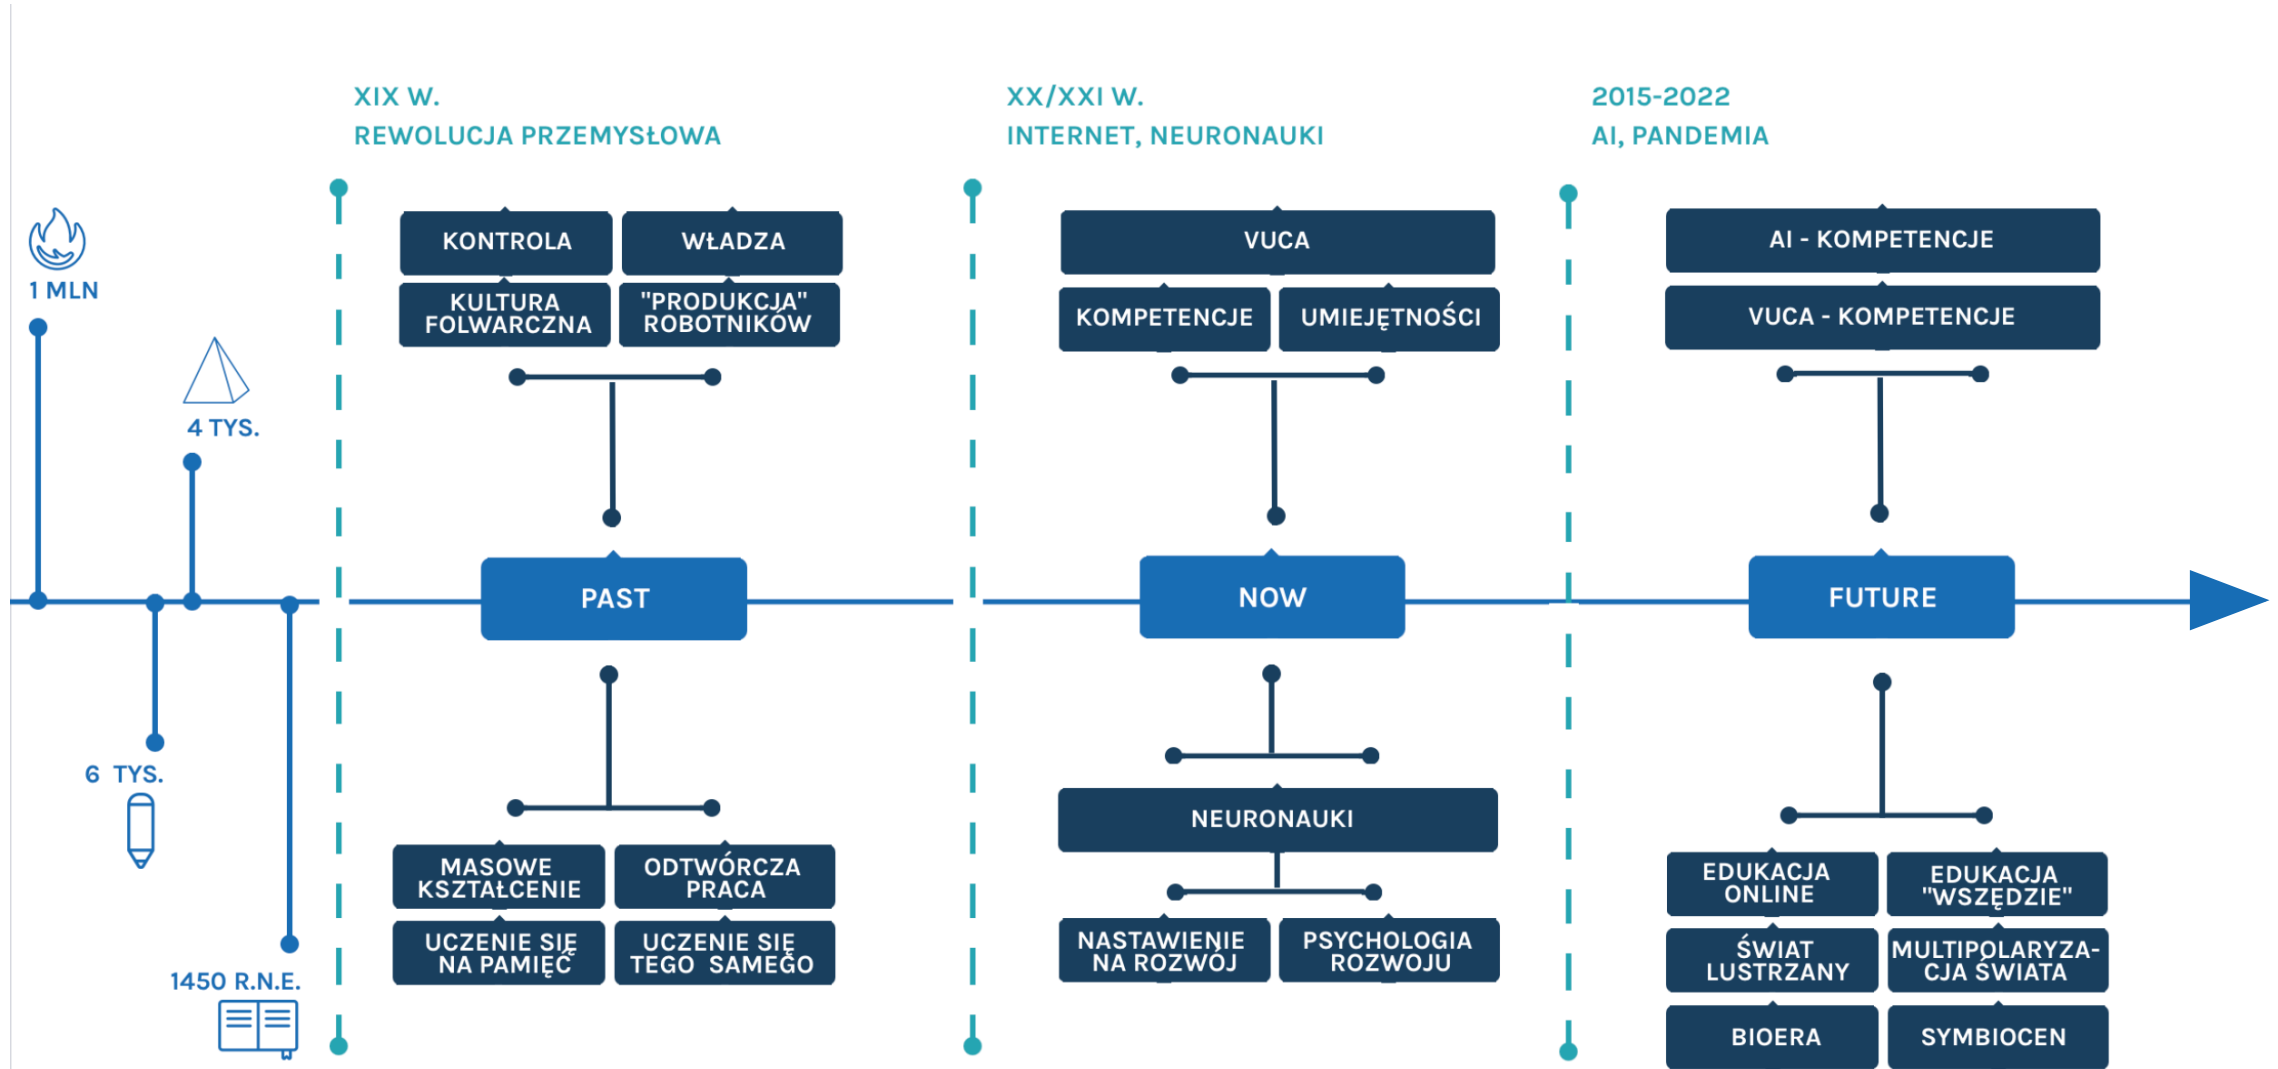 XIX W.
REWOLUCJA PRZEMYSŁOWA
XX/XXI W.
INTERNET, NEURONAUKI
2015-2022
AI, PANDEMIA
1 MLN
4 TYS.
6 TYS.
1450 R.N.E.
KONTROLA
WŁADZA
KULTURA
FOLWARCZNA
"PRODUKCJA"
ROBOTNIKÓW
PAST
MASOWE
KSZTAŁCENIE
ODTWÓRCZA
PRACA
UCZENIE SIĘ
NA PAMIĘĆ
UCZENIE SIĘ
TEGO SAMEGO
VUCA
KOMPETENCJE
UMIEJĘTNOŚCI
NOW
NEURONAUKI
NASTAWIENIE
NA ROZWÓJ
PSYCHOLOGIA
ROZWOJU
AI - KOMPETENCJE
VUCA - KOMPETENCJE
FUTURE
EDUKACJA
ONLINE
EDUKACJA
"WSZĘDZIE"
ŚWIAT
LUSTRZANY
MULTIPOLARYZA-
CJA ŚWIATA
BIOERA
SYMBIOCEN